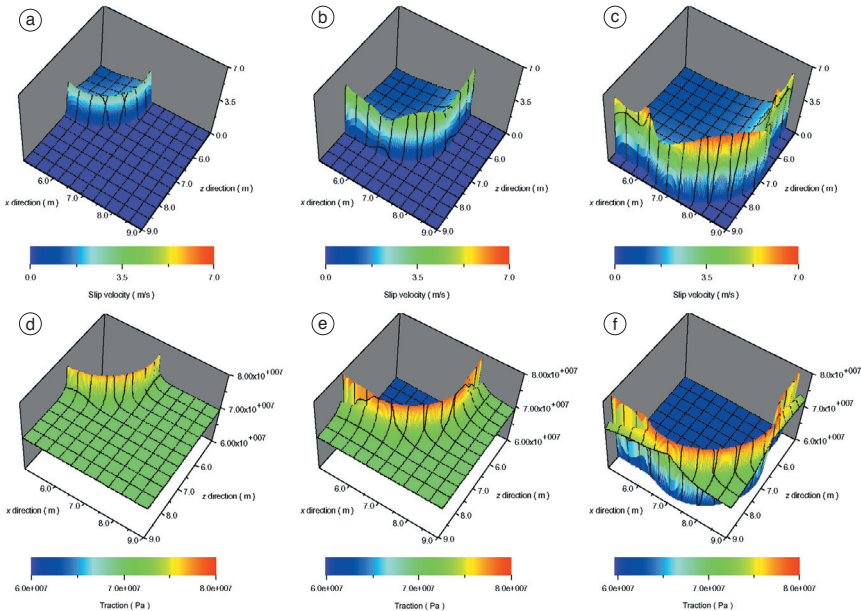 a
7.0
3.5
0.0
6.0
7.0
8.0
9.0
x direction ( m )
6.0
7.0
8.0
9.0
z direction ( m )
0.0 3.5 7.0
Slip velocity ( m/s )
b
7.0
3.5
0.0
6.0
7.0
8.0
9.0
x direction ( m )
6.0
7.0
8.0
9.0
z direction ( m )
0.0 3.5 7.0
Slip velocity ( m/s )
c
7.0
3.5
0.0
6.0
7.0
8.0
9.0
x direction ( m )
6.0
7.0
8.0
9.0
z direction ( m )
0.0 3.5 7.0
Slip velocity ( m/s )
d
8.00x10+007
7.00x10+007
6.00x10+007
6.0
7.0
8.0
9.0
x direction ( m )
6.0
7.0
8.0
9.0
z direction ( m )
6.0e+007 7.0e+007 8.0e+007
Traction ( Pa )
e
8.0x10+007
7.00x10+007
6.00x10+007
6.0
7.0
8.0
9.0
x direction ( m )
6.0
7.0
8.0
9.0
z direction ( m )
6.0e+007 7.0e+007 8.0e+007
Traction ( Pa )
f
8.0x10+007
7.0x10+007
6.0x10+007
6.0
7.0
8.0
9.0
x direction ( m )
6.0
7.0
8.0
9.0
z direction ( m )
6.0e+007 7.0e+007 8.0e+007
Traction ( Pa )